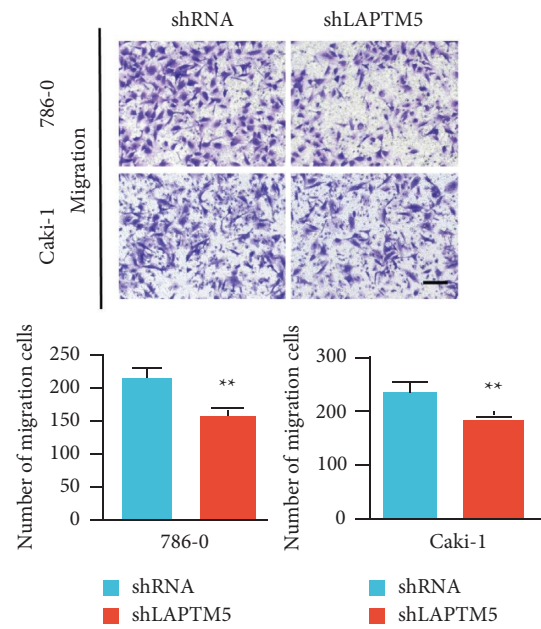 shRNA shLAPTM5
786-0
Caki-1
Migration
Number of migration cells
250
200
150
100
50
0
**
786-0
shRNA
shLAPTM5
Number of migration cells
300
200
100
0
**
Caki-1
shRNA
shLAPTM5